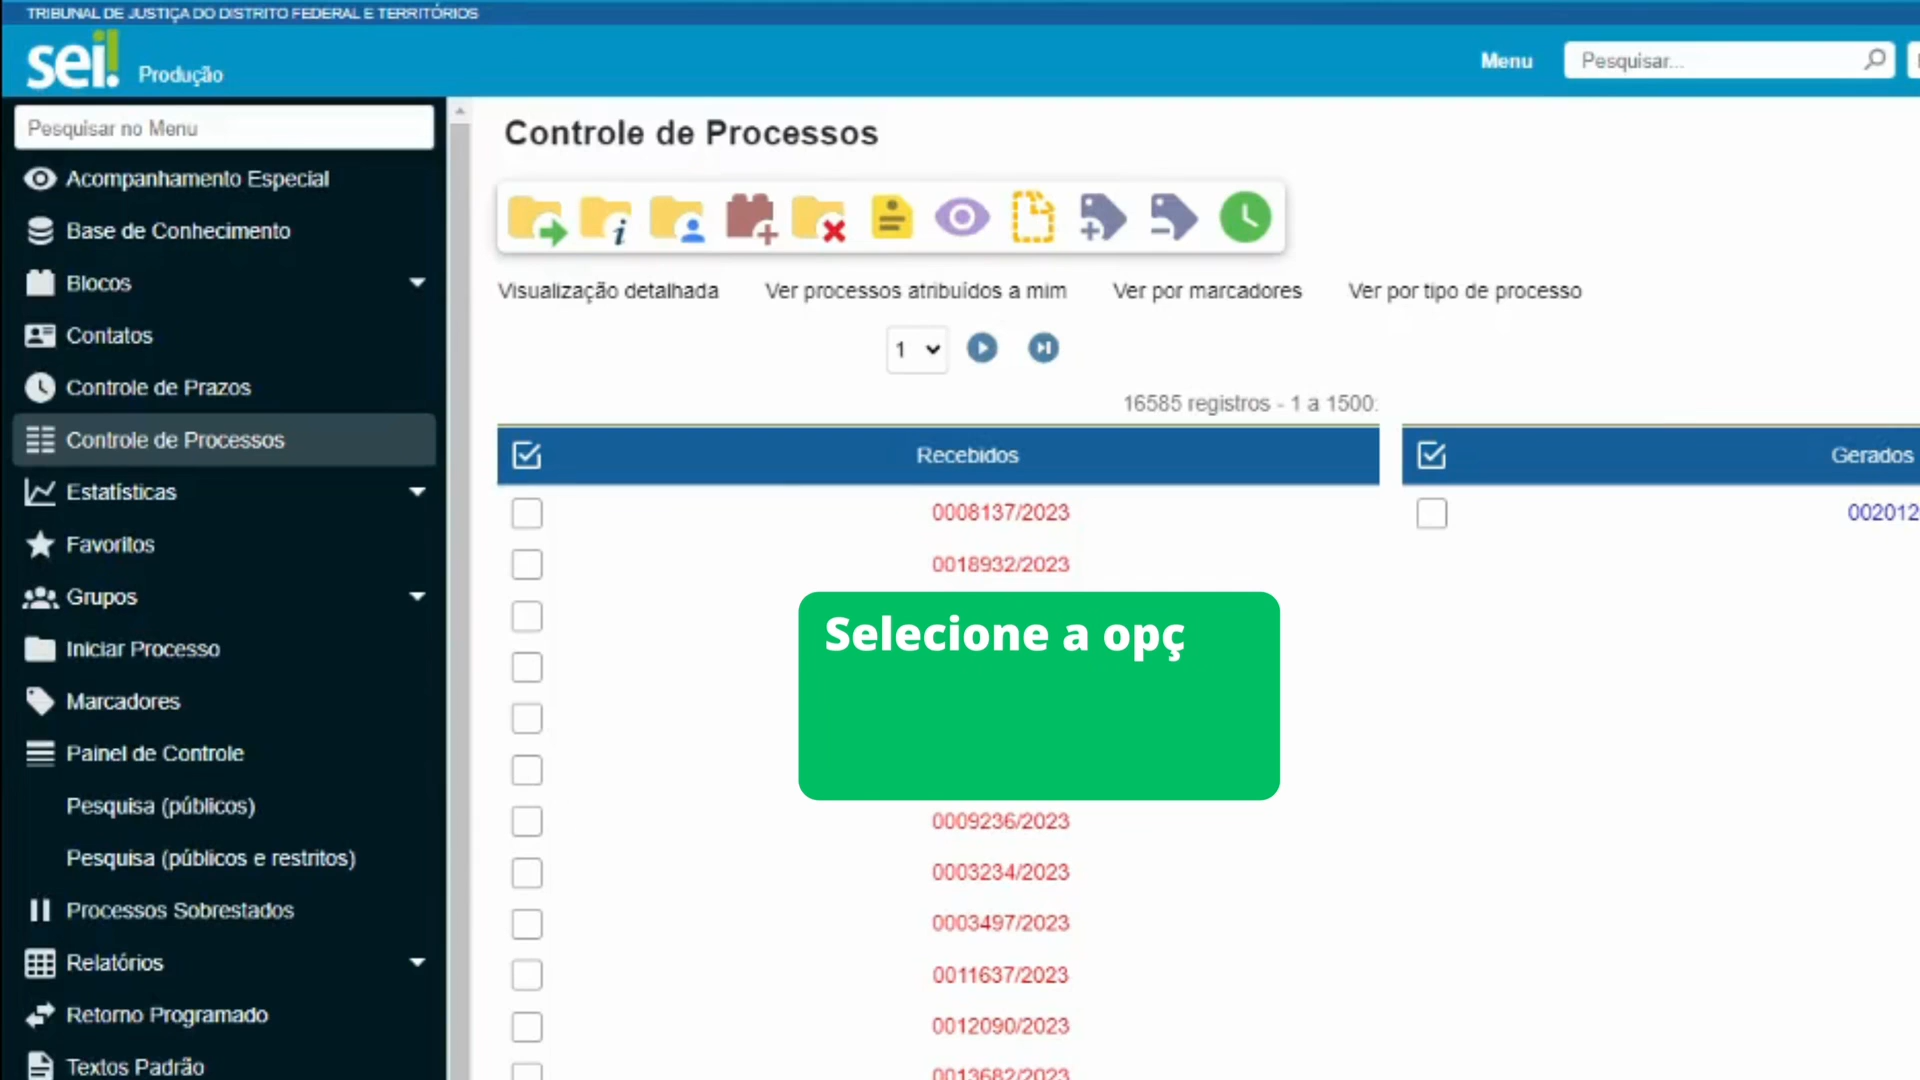 TRIBUNAL DE JUSTIÇA DO DISTRITO FEDERAL E TERRITÓRIOS
sei!
Produção
Menu
Pesquisar...
Pesquisar no Menu
Acompanhamento Especial
Base de Conhecimento
Blocos
Contatos
Controle de Prazos
Controle de Processos
Estatísticas
Favoritos
Grupos
Iniciar Processo
Marcadores
Painel de Controle
Pesquisa (públicos)
Pesquisa (públicos e restritos)
Processos Sobrestados
Relatórios
Retorno Programado
Textos Padrão
Controle de Processos
Visualização detalhada Ver processos atribuídos a mim Ver por marcadores Ver por tipo de processo
1
16585 registros - 1 a 1500:
Recebidos
0008137/2023
0018932/2023
Selecione a opç
0009236/2023
0003234/2023
0003497/2023
0011637/2023
0012090/2023
0013682/2023
Gerados
002012